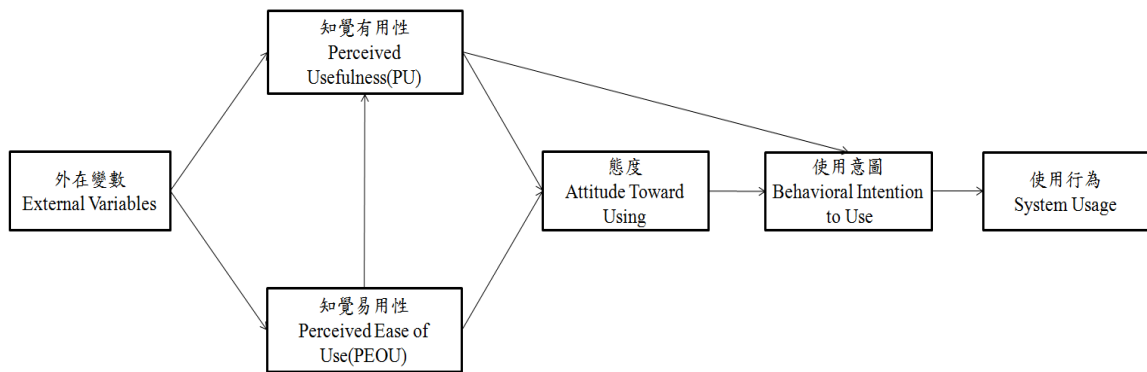 知覺有用性
Perceived
Usefulness(PU)
外在變數
External Variables
態度
Attitude Toward
Using
使用意圖
Behavioral Intention
to Use
使用行為
System Usage
知覺易用性
Perceived Ease of
Use(PEOU)